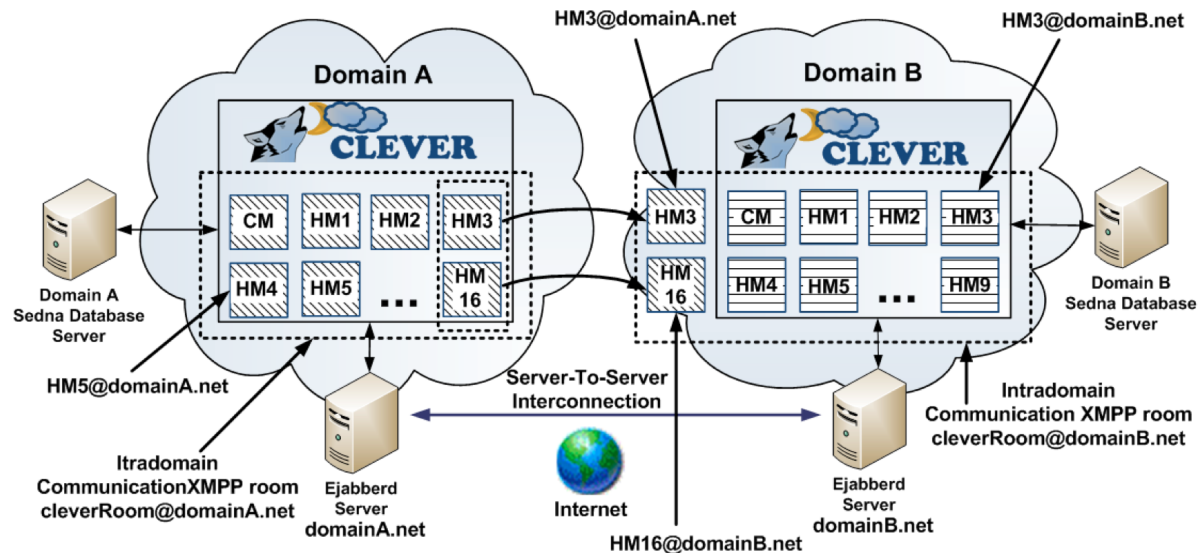 HM3@domainA.net
HM3@domainB.net
Domain A
CLEVER
CM
HM1
HM2
HM3
HM4
HM5
...
HM
16
Domain A
Sedna Database
Server
HM5@domainA.net
Itradomain
CommunicationXMPP room
cleverRoom@domainA.net
Ejabberd
Server
domainA.net
Server-To-Server
Interconnection
Internet
HM3
HM
16
Domain B
CLEVER
CM
HM1
HM2
HM3
HM4
HM5
...
HM9
Domain B
Sedna Database
Server
Intradomain
Communication XMPP room
cleverRoom@domainB.net
Ejabberd
Server
domainB.net
HM16@domainB.net